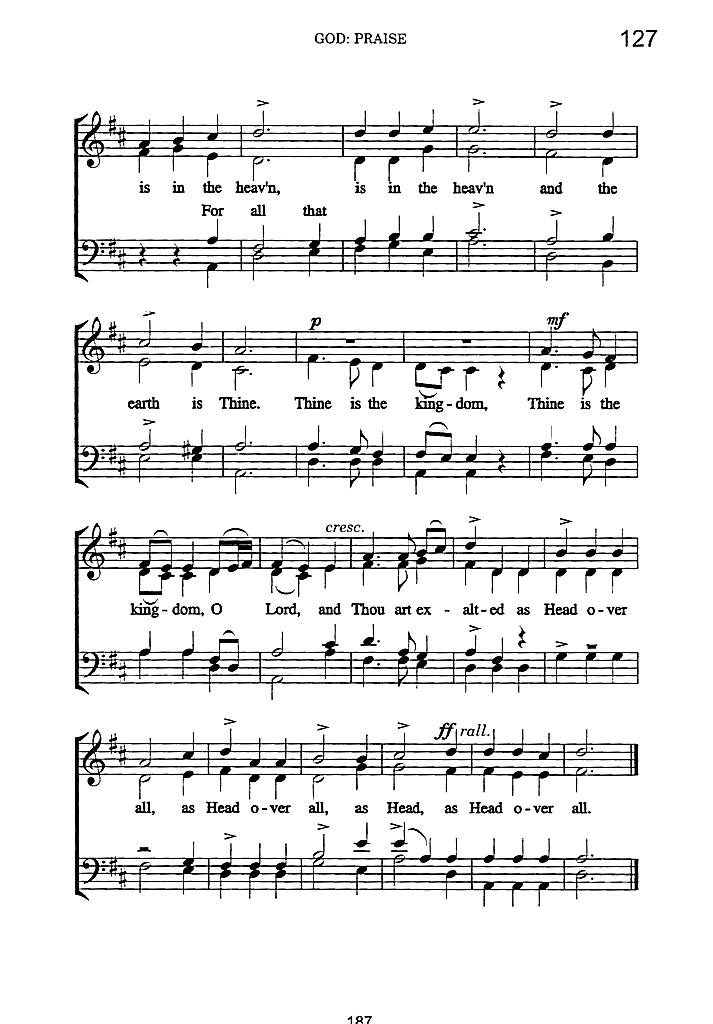 GOD: PRAISE
127
is in the heav'n, is in the heav'n and the
For all that
p mf
earth is Thine. Thine is the king-dom, Thine is the
cresc.
king-dom, O Lord, and Thou art ex - alt-ed as Head o-ver
ff rall.
all, as Head o-ver all, as Head, as Head o-ver all.
187